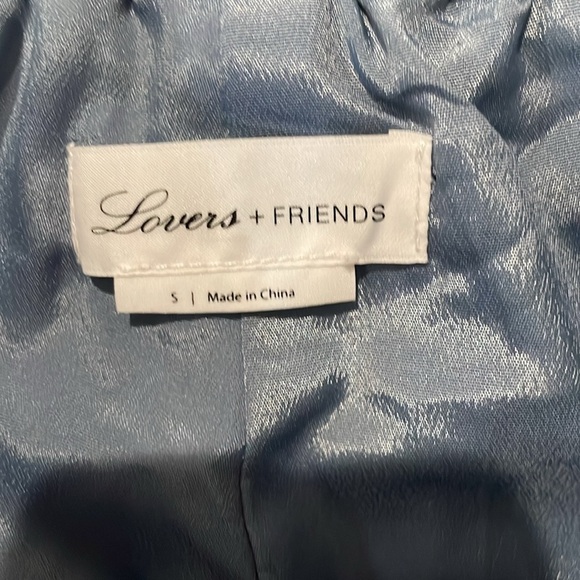 Lovers + FRIENDS
S | Made in China